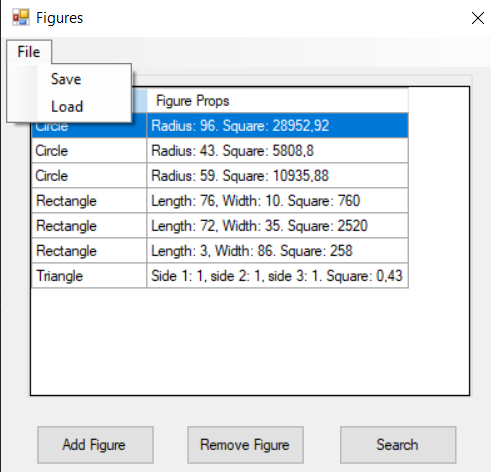 Figures
File
Save
Load
Figure Props
Circle Radius: 96. Square: 28952,92
Circle Radius: 43. Square: 5808,8
Circle Radius: 59. Square: 10935,88
Rectangle Length: 76, Width: 10. Square: 760
Rectangle Length: 72, Width: 35. Square: 2520
Rectangle Length: 3, Width: 86. Square: 258
Triangle Side 1: 1, side 2: 1, side 3: 1. Square: 0,43
Add Figure Remove Figure Search